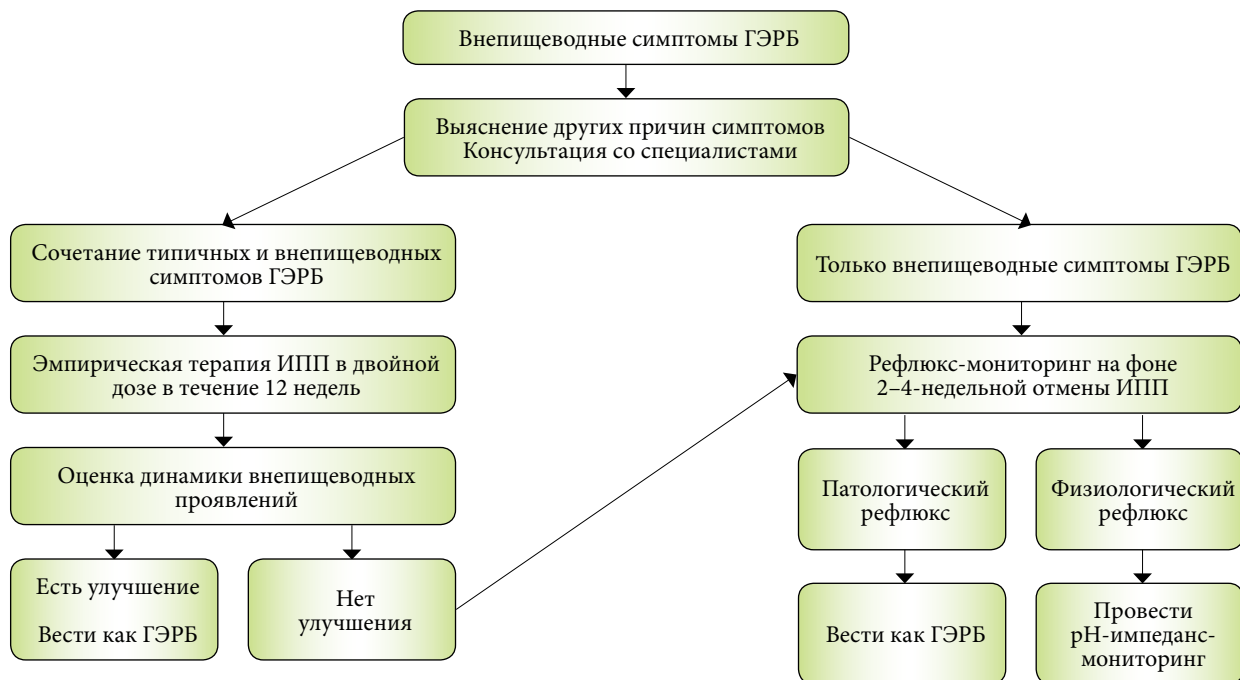 Внепищеводные симптомы ГЭРБ
Выяснение других причин симптомов
Консультация со специалистами
Сочетание типичных и внепищеводных
симптомов ГЭРБ
Эмпирическая терапия ИПП в двойной
дозе в течение 12 недель
Оценка динамики внепищеводных
проявлений
Есть улучшение
Вести как ГЭРБ
Нет
улучшения
Только внепищеводные симптомы ГЭРБ
Рефлюкс-мониторинг на фоне
2–4-недельной отмены ИПП
Патологический
рефлюкс
Физиологический
рефлюкс
Вести как ГЭРБ
Провести
pH-импеданс-
мониторинг